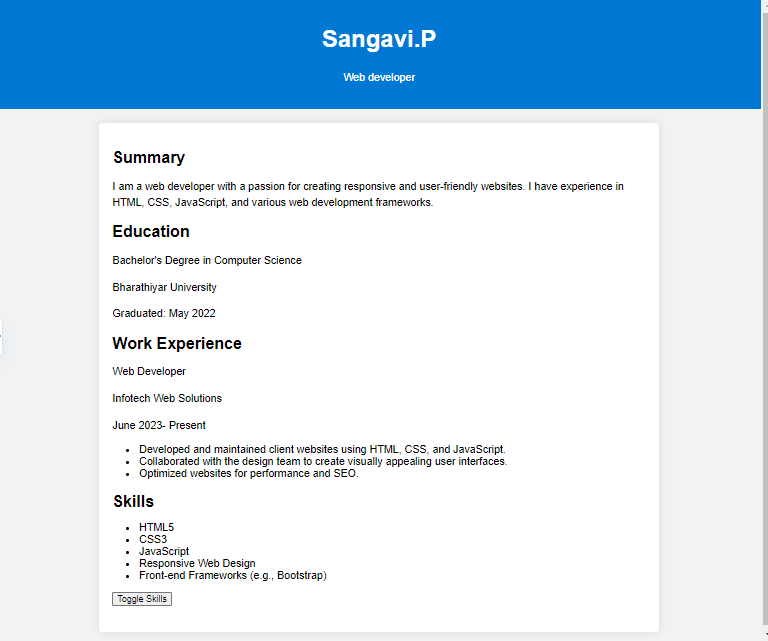 Sangavi.P
Web developer
Summary
I am a web developer with a passion for creating responsive and user-friendly websites. I have experience in
HTML, CSS, JavaScript, and various web development frameworks.
Education
Bachelor's Degree in Computer Science
Bharathiyar University
Graduated: May 2022
Work Experience
Web Developer
Infotech Web Solutions
June 2023- Present
• Developed and maintained client websites using HTML, CSS, and JavaScript.
• Collaborated with the design team to create visually appealing user interfaces.
• Optimized websites for performance and SEO.
Skills
• HTML5
• CSS3
• JavaScript
• Responsive Web Design
• Front-end Frameworks (e.g., Bootstrap)
Toggle Skills